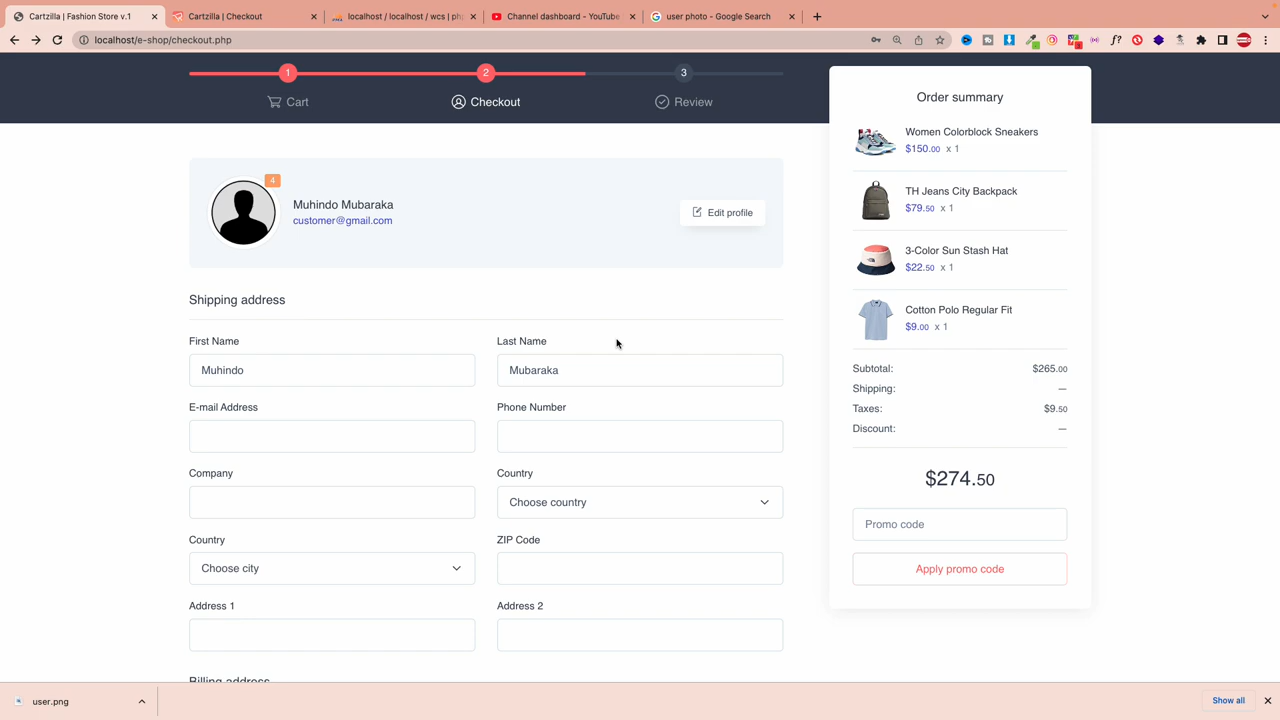 Cartzilla | Fashion Store v.1
Cartzilla | Checkout
localhost / localhost / wcs | ph
Channel dashboard - YouTube
user photo - Google Search
localhost/e-shop/checkout.php
1
2
3
Cart
Checkout
Review
4
Muhindo Mubaraka
customer@gmail.com
Edit profile
Shipping address
First Name
Last Name
Muhindo
Mubaraka
E-mail Address
Phone Number
Company
Country
Choose country
Country
ZIP Code
Choose city
Address 1
Address 2
Billing address
Order summary
Women Colorblock Sneakers
$150.00 x 1
TH Jeans City Backpack
$79.50 x 1
3-Color Sun Stash Hat
$22.50 x 1
Cotton Polo Regular Fit
$9.00 x 1
Subtotal: $265.00
Shipping: —
Taxes: $9.50
Discount: —
$274.50
Promo code
Apply promo code
user.png
Show all